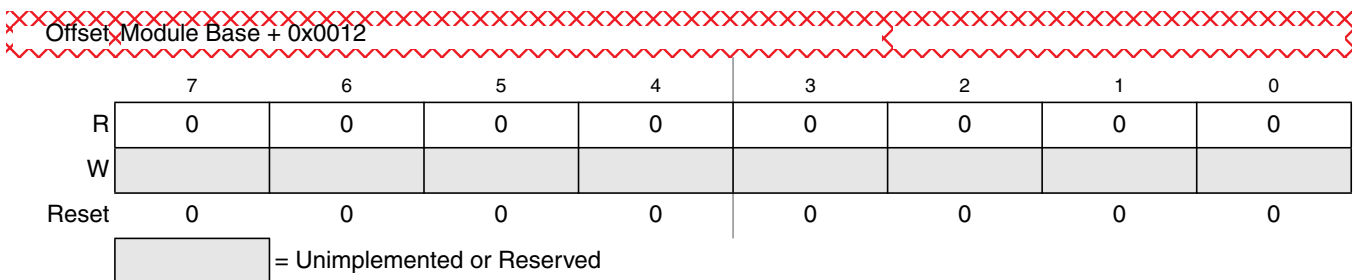 Offset Module Base + 0x0012
7 6 5 4 3 2 1 0
R 0 0 0 0 0 0 0 0
W
Reset 0 0 0 0 0 0 0 0
= Unimplemented or Reserved